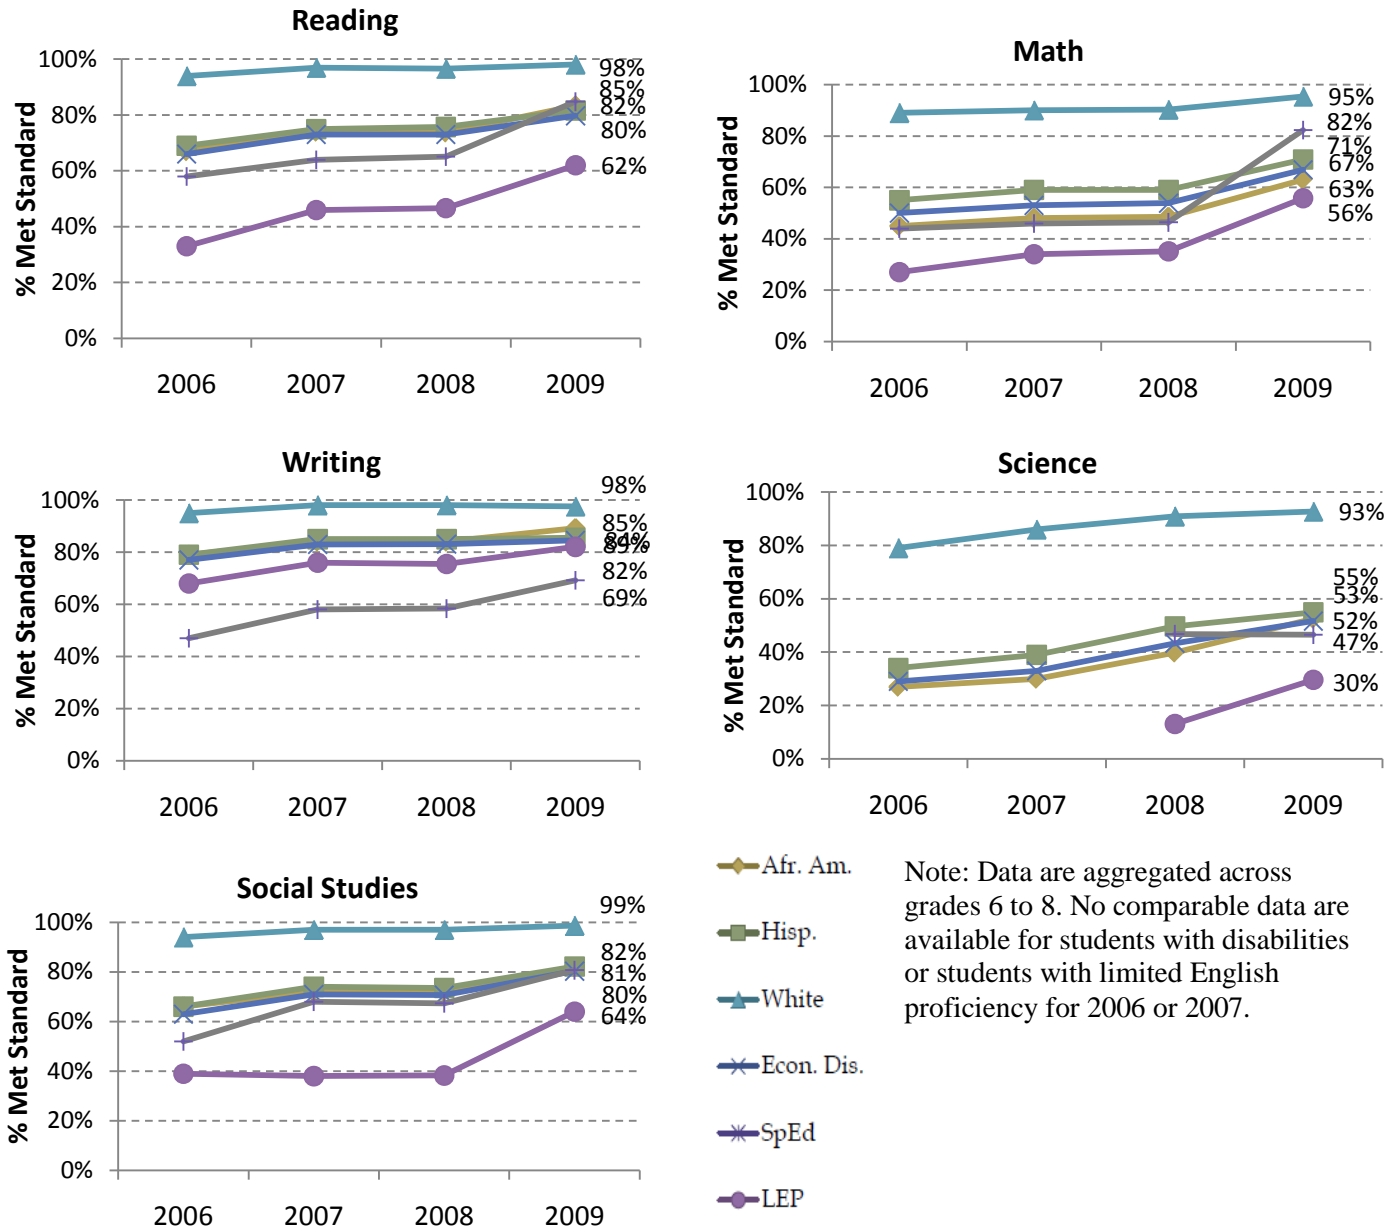 Reading
% Met Standard
100%
80%
60%
40%
20%
0%
98%
85%
82%
80%
62%
2006 2007 2008 2009
Math
% Met Standard
100%
80%
60%
40%
20%
0%
95%
82%
71%
67%
63%
56%
2006 2007 2008 2009
Writing
% Met Standard
100%
80%
60%
40%
20%
0%
98%
85%
84%
89%
82%
69%
2006 2007 2008 2009
Science
% Met Standard
100%
80%
60%
40%
20%
0%
93%
55%
53%
52%
47%
30%
2006 2007 2008 2009
Social Studies
% Met Standard
100%
80%
60%
40%
20%
0%
99%
82%
81%
80%
64%
2006 2007 2008 2009
Afr. Am.
Hisp.
White
Econ. Dis.
SpEd
LEP
Note: Data are aggregated across
grades 6 to 8. No comparable data are
available for students with disabilities
or students with limited English
proficiency for 2006 or 2007.